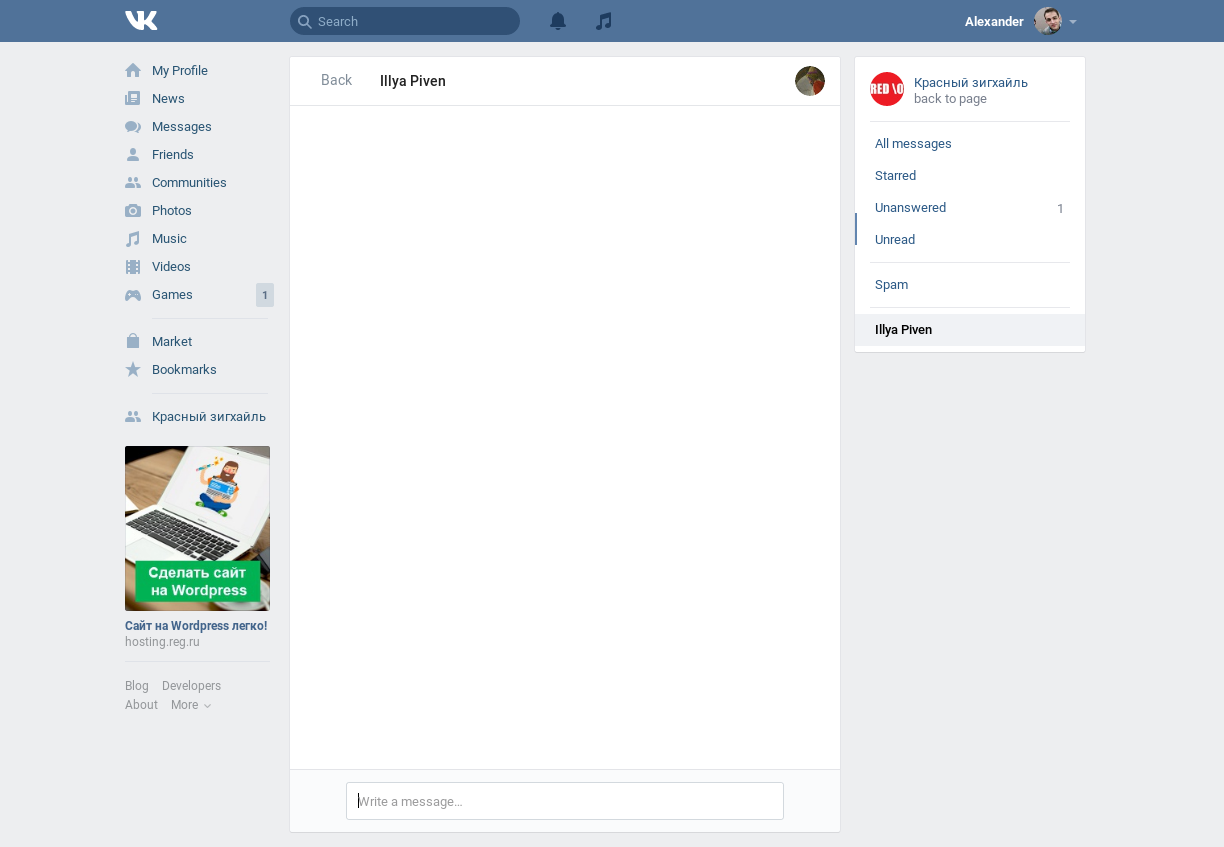 Search
Alexander
My Profile
News
Messages
Friends
Communities
Photos
Music
Videos
Games
1
Market
Bookmarks
Красный зигхайль
Сделать сайт
на Wordpress
Сайт на Wordpress легко!
hosting.reg.ru
Blog Developers
About More
Back Illya Piven
Write a message...
RED \O
Красный зигхайль
back to page
All messages
Starred
Unanswered 1
Unread
Spam
Illya Piven